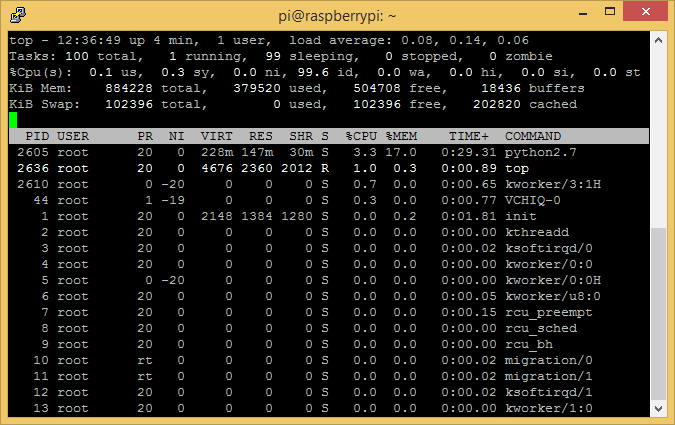 pi@raspberrypi: ~
top - 12:36:49 up 4 min,  1 user,  load average: 0.08, 0.14, 0.06
Tasks: 100 total,   1 running,  99 sleeping,   0 stopped,   0 zombie
%Cpu(s):  0.1 us,  0.3 sy,  0.0 ni, 99.6 id,  0.0 wa,  0.0 hi,  0.0 si,  0.0 st
KiB Mem:    884228 total,   379520 used,   504708 free,    18436 buffers
KiB Swap:   102396 total,        0 used,   102396 free,   202820 cached
  PID USER      PR  NI  VIRT  RES  SHR S  %CPU %MEM    TIME+  COMMAND
 2605 root      20   0  228m 147m  30m S   3.3 17.0   0:29.31 python2.7
 2636 root      20   0  4676 2360 2012 R   1.0  0.3   0:00.89 top
 2610 root       0 -20     0    0    0 S   0.7  0.0   0:00.65 kworker/3:1H
   44 root       1 -19     0    0    0 S   0.3  0.0   0:00.77 VCHIQ-0
    1 root      20   0  2148 1384 1280 S   0.0  0.2   0:01.81 init
    2 root      20   0     0    0    0 S   0.0  0.0   0:00.00 kthreadd
    3 root      20   0     0    0    0 S   0.0  0.0   0:00.02 ksoftirqd/0
    4 root      20   0     0    0    0 S   0.0  0.0   0:00.00 kworker/0:0
    5 root       0 -20     0    0    0 S   0.0  0.0   0:00.00 kworker/0:0H
    6 root      20   0     0    0    0 S   0.0  0.0   0:00.05 kworker/u8:0
    7 root      20   0     0    0    0 S   0.0  0.0   0:00.15 rcu_preempt
    8 root      20   0     0    0    0 S   0.0  0.0   0:00.00 rcu_sched
    9 root      20   0     0    0    0 S   0.0  0.0   0:00.00 rcu_bh
   10 root      rt   0     0    0    0 S   0.0  0.0   0:00.02 migration/0
   11 root      rt   0     0    0    0 S   0.0  0.0   0:00.02 migration/1
   12 root      20   0     0    0    0 S   0.0  0.0   0:00.02 ksoftirqd/1
   13 root      20   0     0    0    0 S   0.0  0.0   0:00.00 kworker/1:0